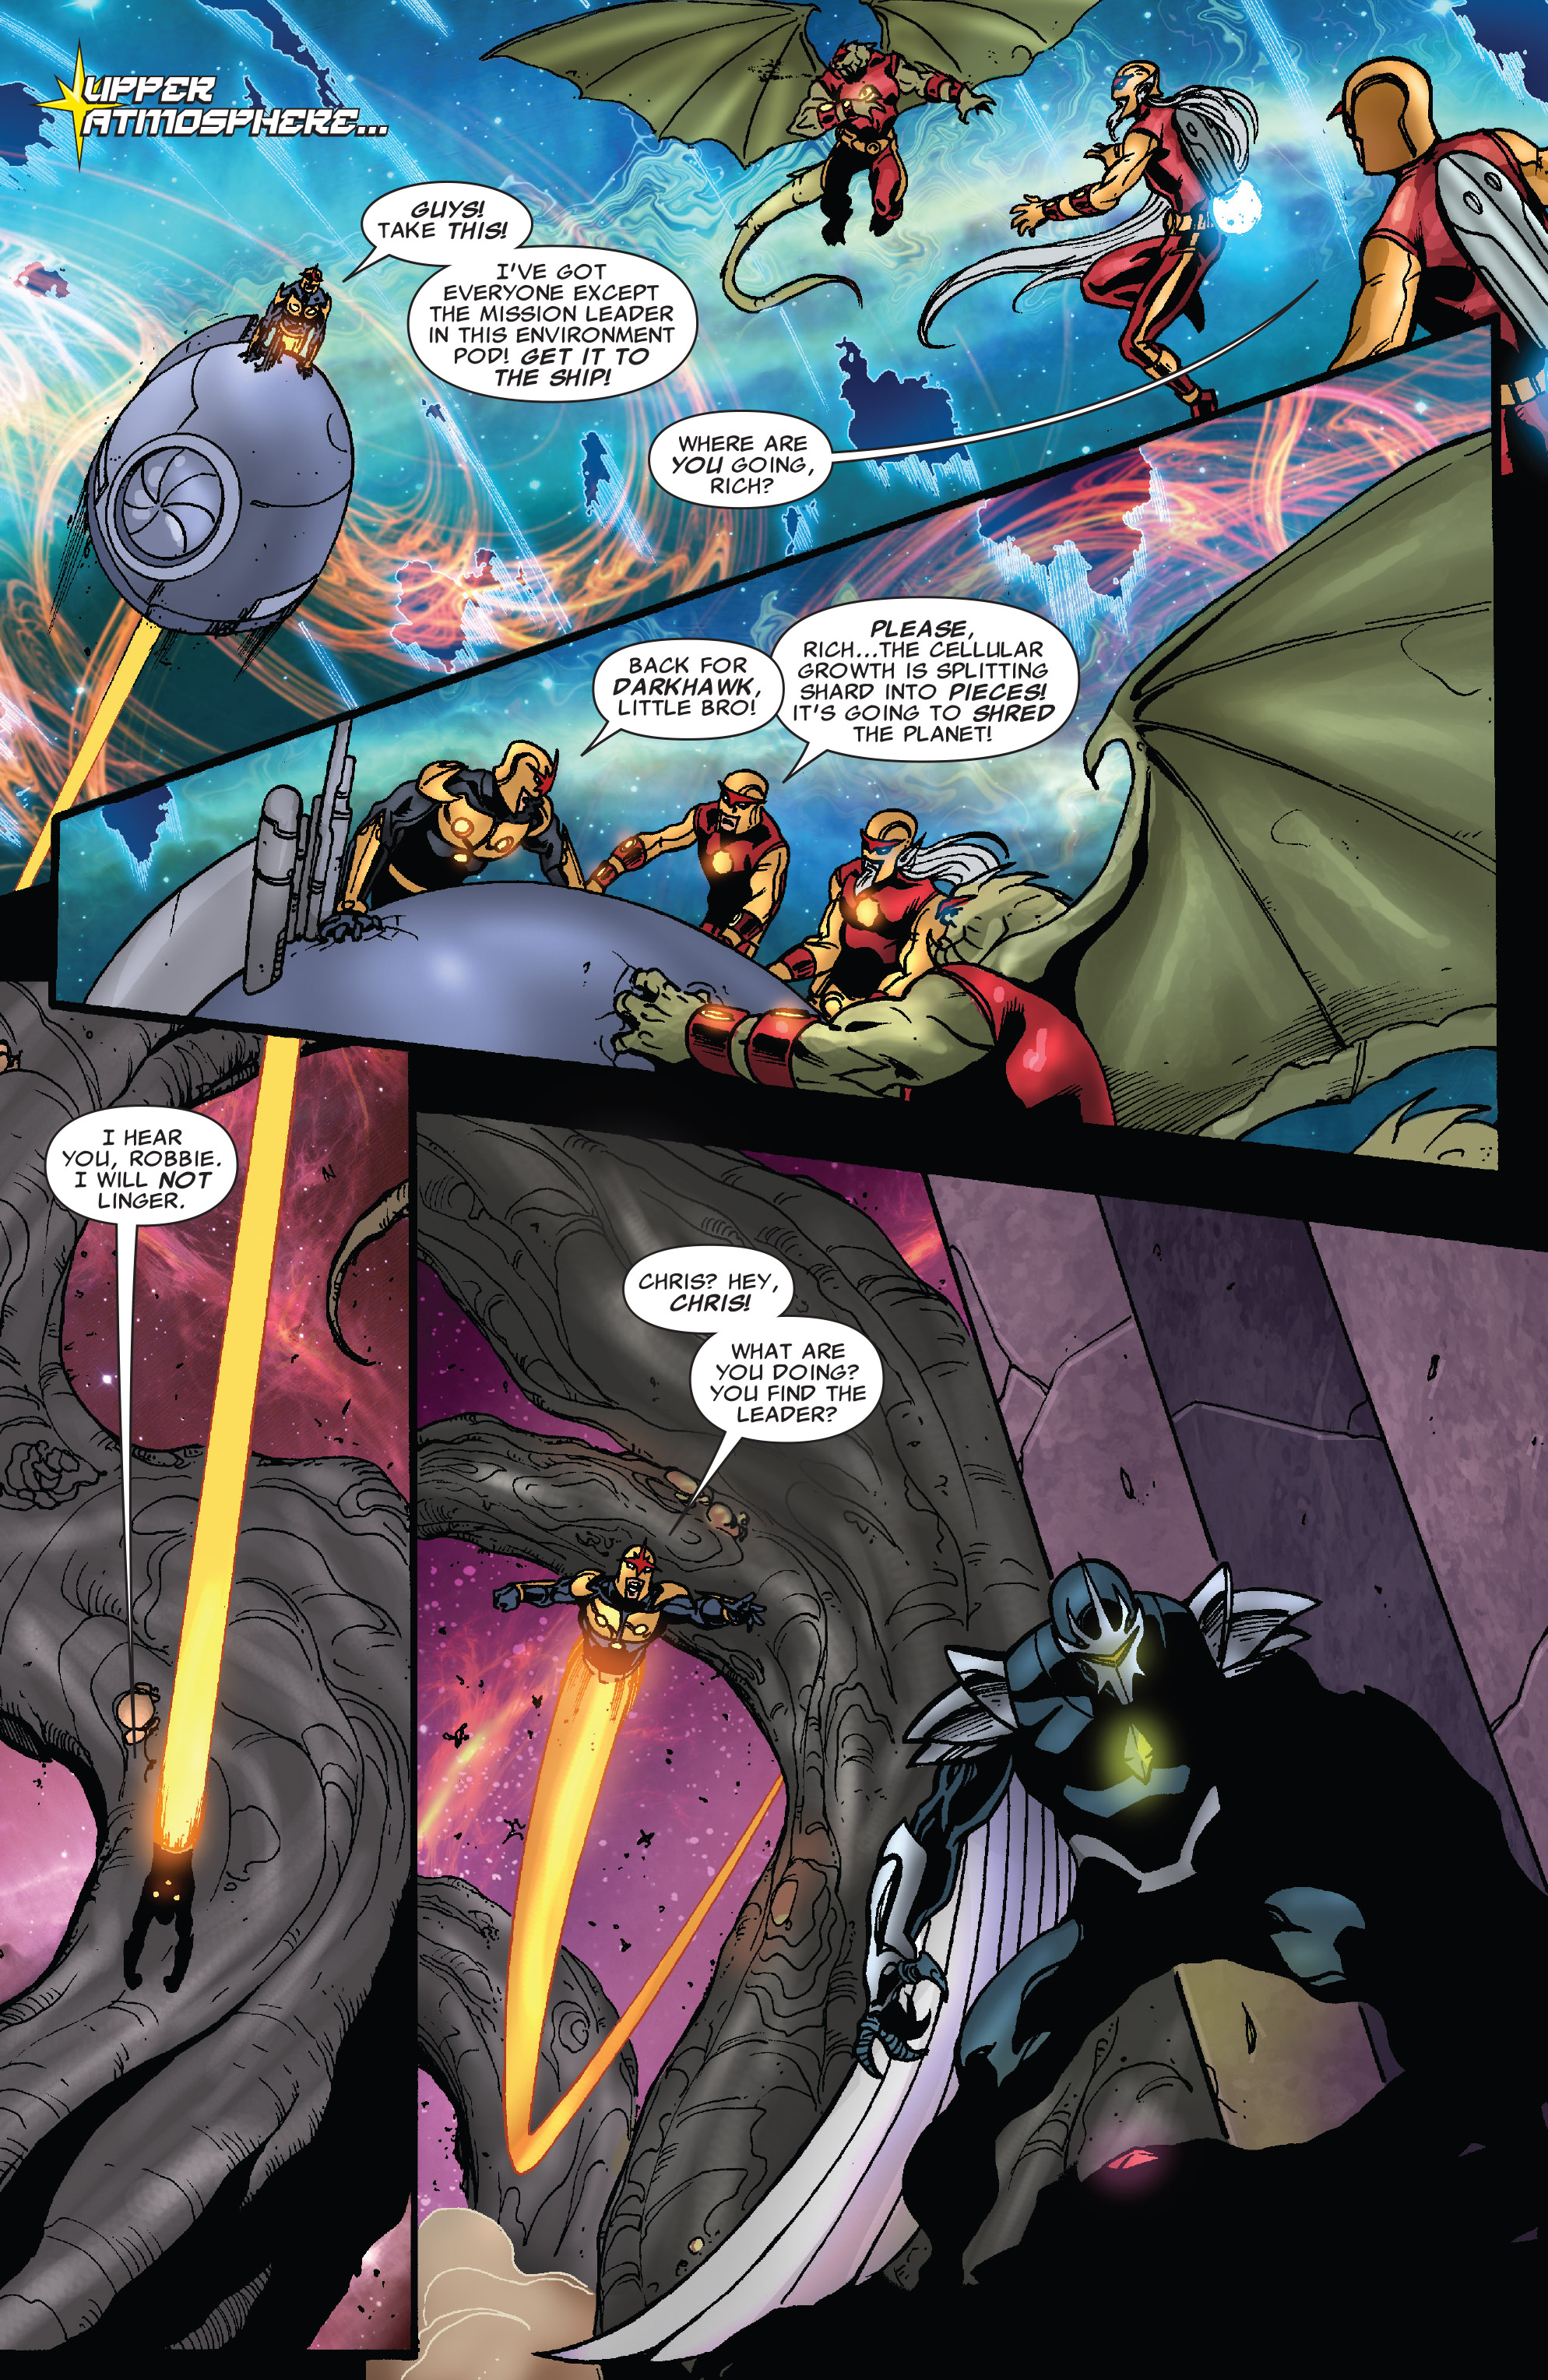 UPPER
ATMOSPHERE...
GUYS!
TAKE THIS!
I'VE GOT
EVERYONE EXCEPT
THE MISSION LEADER
IN THIS ENVIRONMENT
POD! GET IT TO
THE SHIP!
WHERE ARE
YOU GOING,
RICH?
BACK FOR
DARKHAWK,
LITTLE BRO!
PLEASE,
RICH...THE CELLULAR
GROWTH IS SPLITTING
SHARD INTO PIECES!
IT'S GOING TO SHRED
THE PLANET!
I HEAR
YOU, ROBBIE.
I WILL NOT
LINGER.
CHRIS? HEY,
CHRIS!
WHAT ARE
YOU DOING?
YOU FIND THE
LEADER?